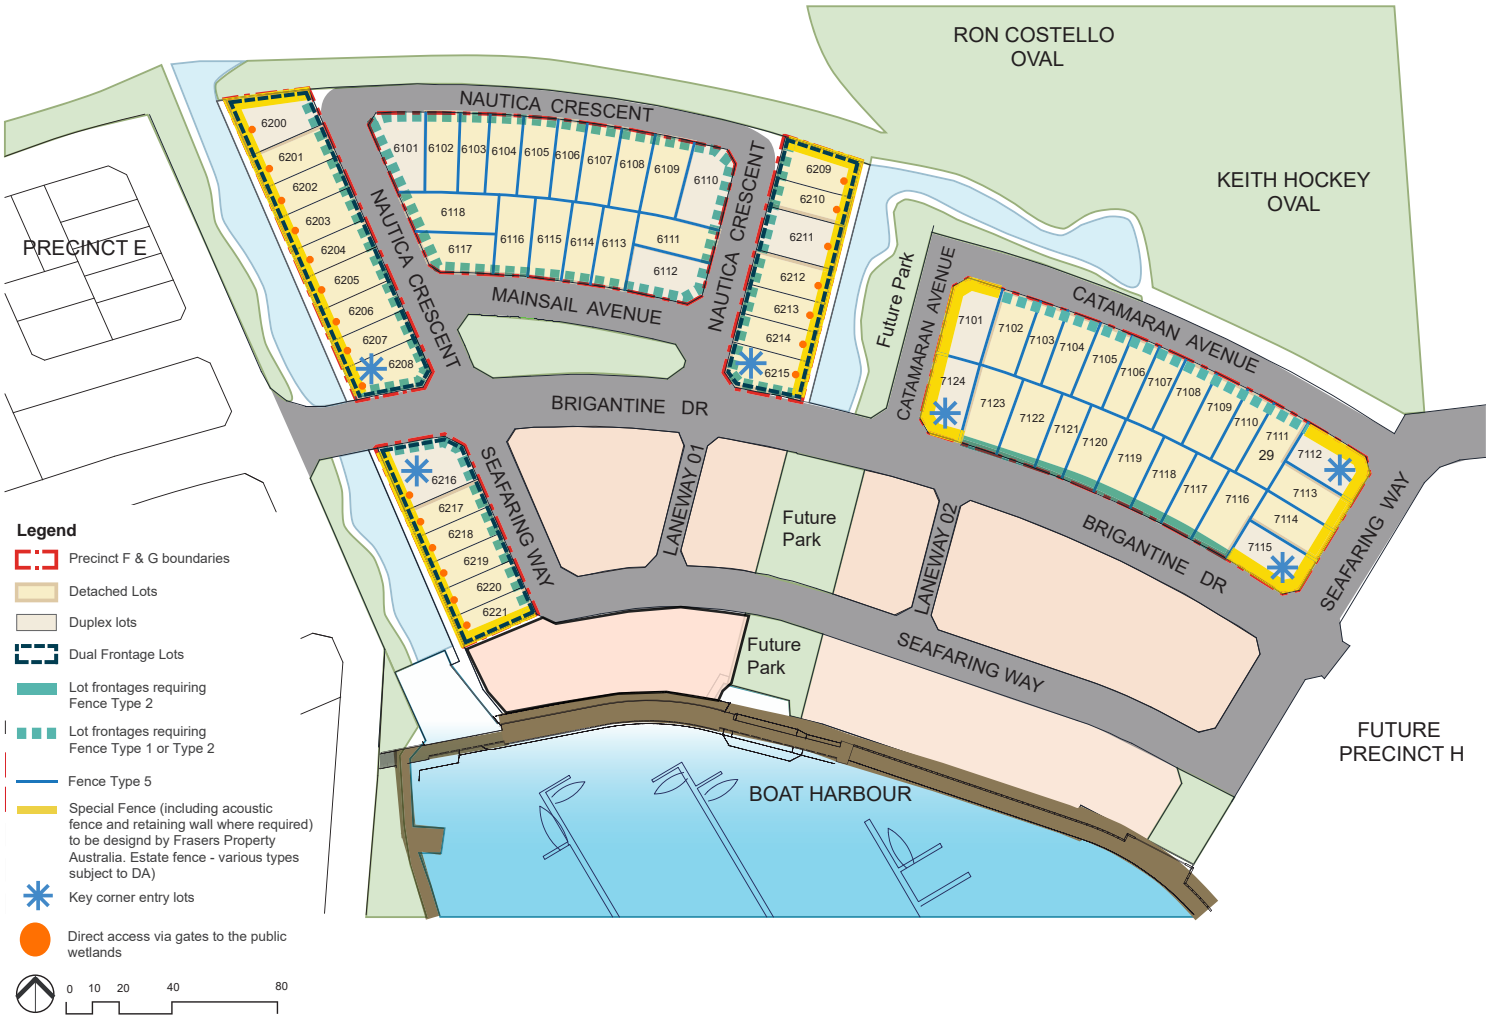 RON COSTELLO
OVAL
KEITH HOCKEY
OVAL
PRECINCT E
NAUTICA CRESCENT
NAUTICA CRESCENT
NAUTICA CRESCENT
MAINSAIL AVENUE
BRIGANTINE DR
CATAMARAN AVENUE
CATAMARAN AVENUE
Future Park
BRIGANTINE DR
SEAFARING WAY
SEAFARING WAY
SEAFARING WAY
LANEWAY 01
LANEWAY 02
Future
Park
Future
Park
FUTURE
PRECINCT H
BOAT HARBOUR
6200
6201
6202
6203
6204
6205
6206
6207
6208
6101
6102
6103
6104
6105
6106
6107
6108
6109
6110
6118
6117
6116
6115
6114
6113
6111
6112
6209
6210
6211
6212
6213
6214
6215
6216
6217
6218
6219
6220
6221
7101
7102
7103
7104
7105
7106
7107
7108
7109
7110
7111
29
7112
7113
7114
7115
7116
7117
7118
7119
7120
7121
7122
7123
7124
Legend
Precinct F & G boundaries
Detached Lots
Duplex lots
Dual Frontage Lots
Lot frontages requiring
Fence Type 2
Lot frontages requiring
Fence Type 1 or Type 2
Fence Type 5
Special Fence (including acoustic
fence and retaining wall where required)
to be designd by Frasers Property
Australia. Estate fence - various types
subject to DA)
Key corner entry lots
Direct access via gates to the public
wetlands
0 10 20 40 80